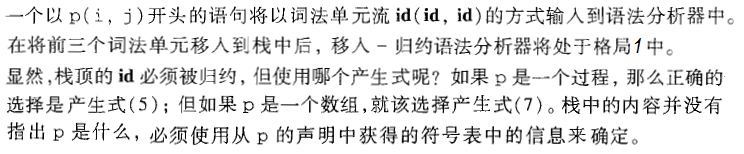 一个以 p(i, j)开头的语句将以词法单元流 id(id, id)的方式输入到语法分析器中。
在将前三个词法单元移入到栈中后, 移入 - 归约语法分析器将处于格局1中。
显然,栈顶的 id 必须被归约, 但使用哪个产生式呢? 如果 p 是一个过程, 那么正确的
选择是产生式(5); 但如果 p 是一个数组,就该选择产生式(7)。栈中的内容并没有
指出 p 是什么, 必须使用从 p 的声明中获得的符号表中的信息来确定。